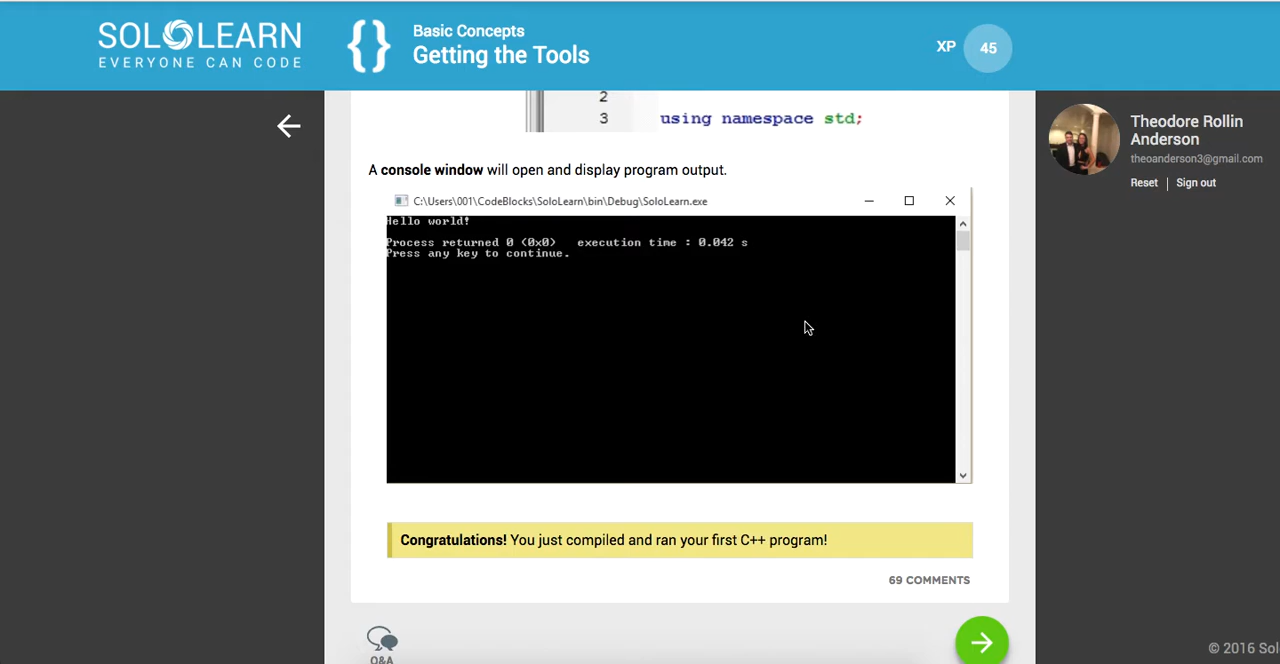 SOLOLEARN
EVERYONE CAN CODE
{ }
Basic Concepts
Getting the Tools
XP 45
Theodore Rollin
Anderson
theoanderson3@gmail.com
Reset | Sign out
2
3 using namespace std;
A console window will open and display program output.
C:\Users\001\CodeBlocks\SoloLearn\bin\Debug\SoloLearn.exe
Hello world!
Process returned 0 (0x0) execution time : 0.042 s
Press any key to continue.
Congratulations! You just compiled and ran your first C++ program!
69 COMMENTS
Q&A
© 2016 Sol